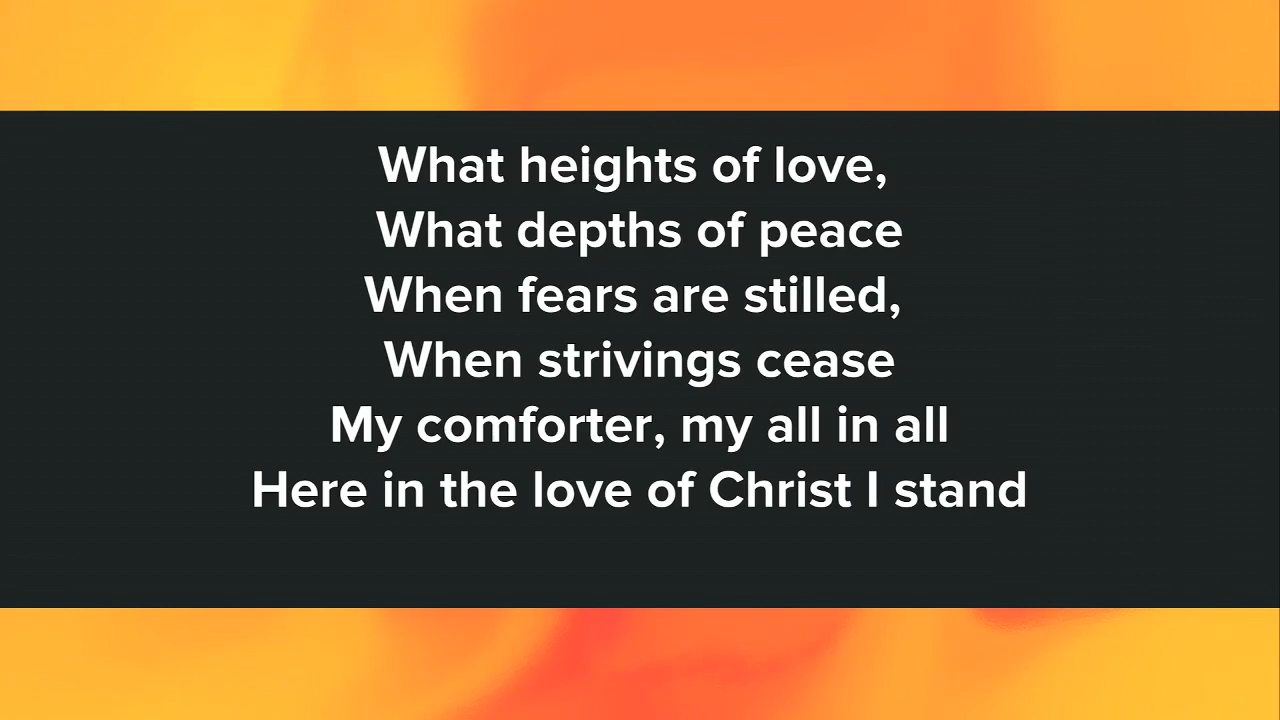 What heights of love,
What depths of peace
When fears are stilled,
When strivings cease
My comforter, my all in all
Here in the love of Christ I stand